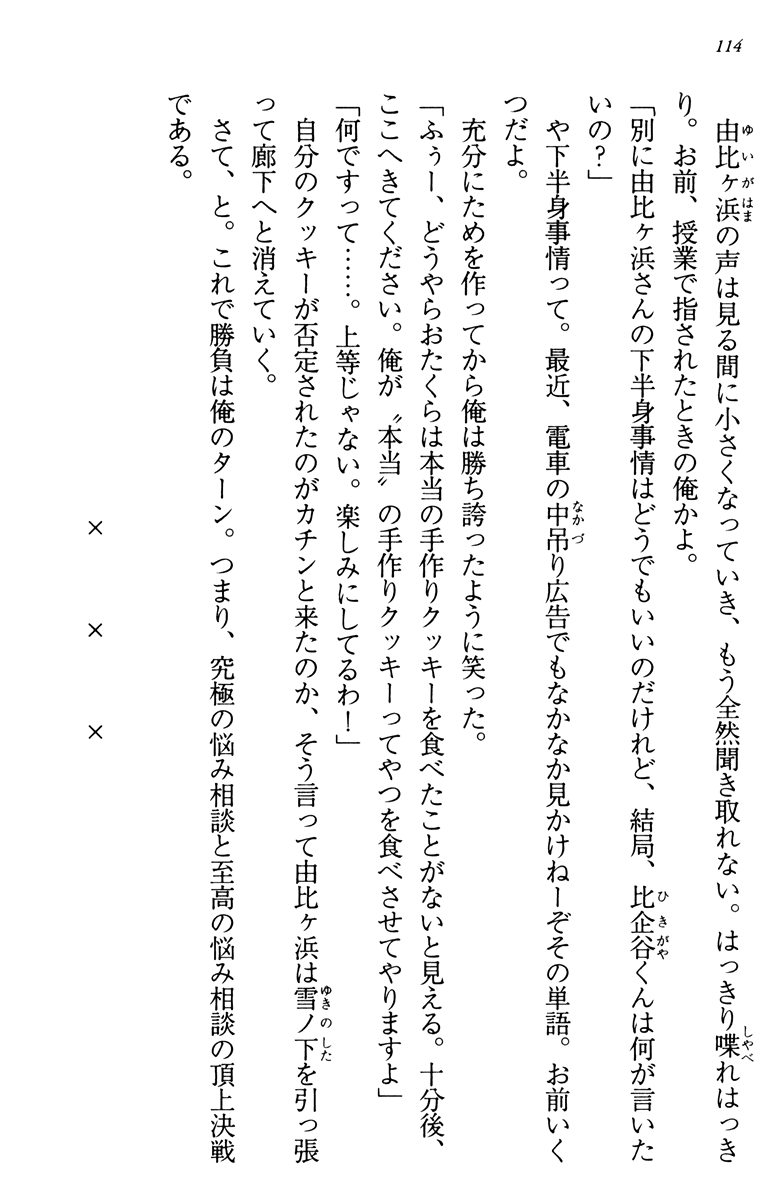 114
由比ヶ浜の声は見る間に小さくなっていき、もう全然聞き取れない。はっきり喋れはっき
り。お前、授業で指されたときの俺かよ。
「別に由比ヶ浜さんの下半身事情はどうでもいいのだけれど、結局、比企谷くんは何が言いた
いの？」
や下半身事情って。最近、電車の中吊り広告でもなかなか見かけねーぞその単語。お前いく
つだよ。
充分にためを作ってから俺は勝ち誇ったように笑った。
「ふぅー、どうやらおたくらは本当の手作りクッキーを食べたことがないと見える。十分後、
ここへきてください。俺が〝本当〟の手作りクッキーってやつを食べさせてやりますよ」
「何ですって……。上等じゃない。楽しみにしてるわ！」
自分のクッキーが否定されたのがカチンと来たのか、そう言って由比ヶ浜は雪ノ下を引っ張
って廊下へと消えていく。
さて、と。これで勝負は俺のターン。つまり、究極の悩み相談と至高の悩み相談の頂上決戦
である。
×　×　×